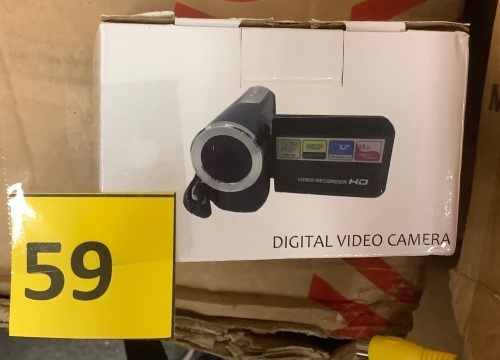 VIDEO RECORDER HD
DIGITAL VIDEO CAMERA
59